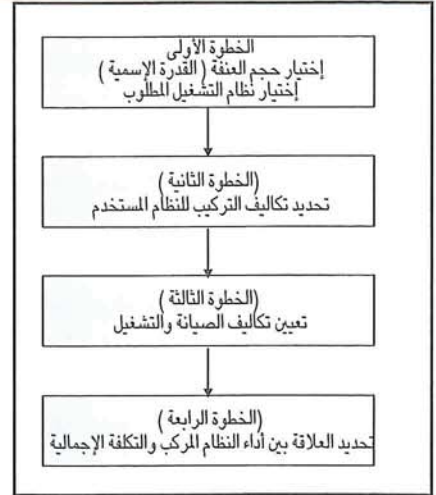 الخطوة الأولى
إختيار حجم العنفة ( القدرة الإسمية )
إختيار نظام التشغيل المطلوب
(الخطوة الثانية )
تحديد تكاليف التركيب للنظام المستخدم
(الخطوة الثالثة )
تعيين تكاليف الصيانة والتشغيل
(الخطوة الرابعة )
تحديد العلاقة بين أداء النظام المركب والتكلفة الإجمالية